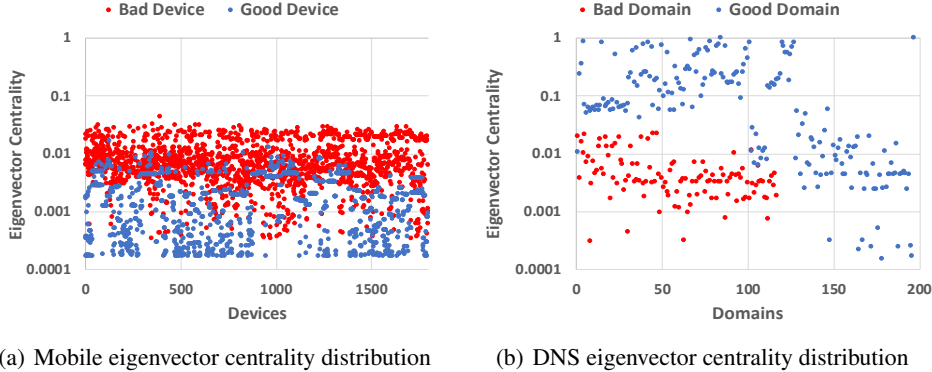 Bad Device Good Device
Eigenvector Centrality
1
0.1
0.01
0.001
0.0001
0 500 1000 1500
Devices
Bad Domain Good Domain
Eigenvector Centrality
1
0.1
0.01
0.001
0.0001
0 50 100 150 200
Domains
(a) Mobile eigenvector centrality distribution
(b) DNS eigenvector centrality distribution